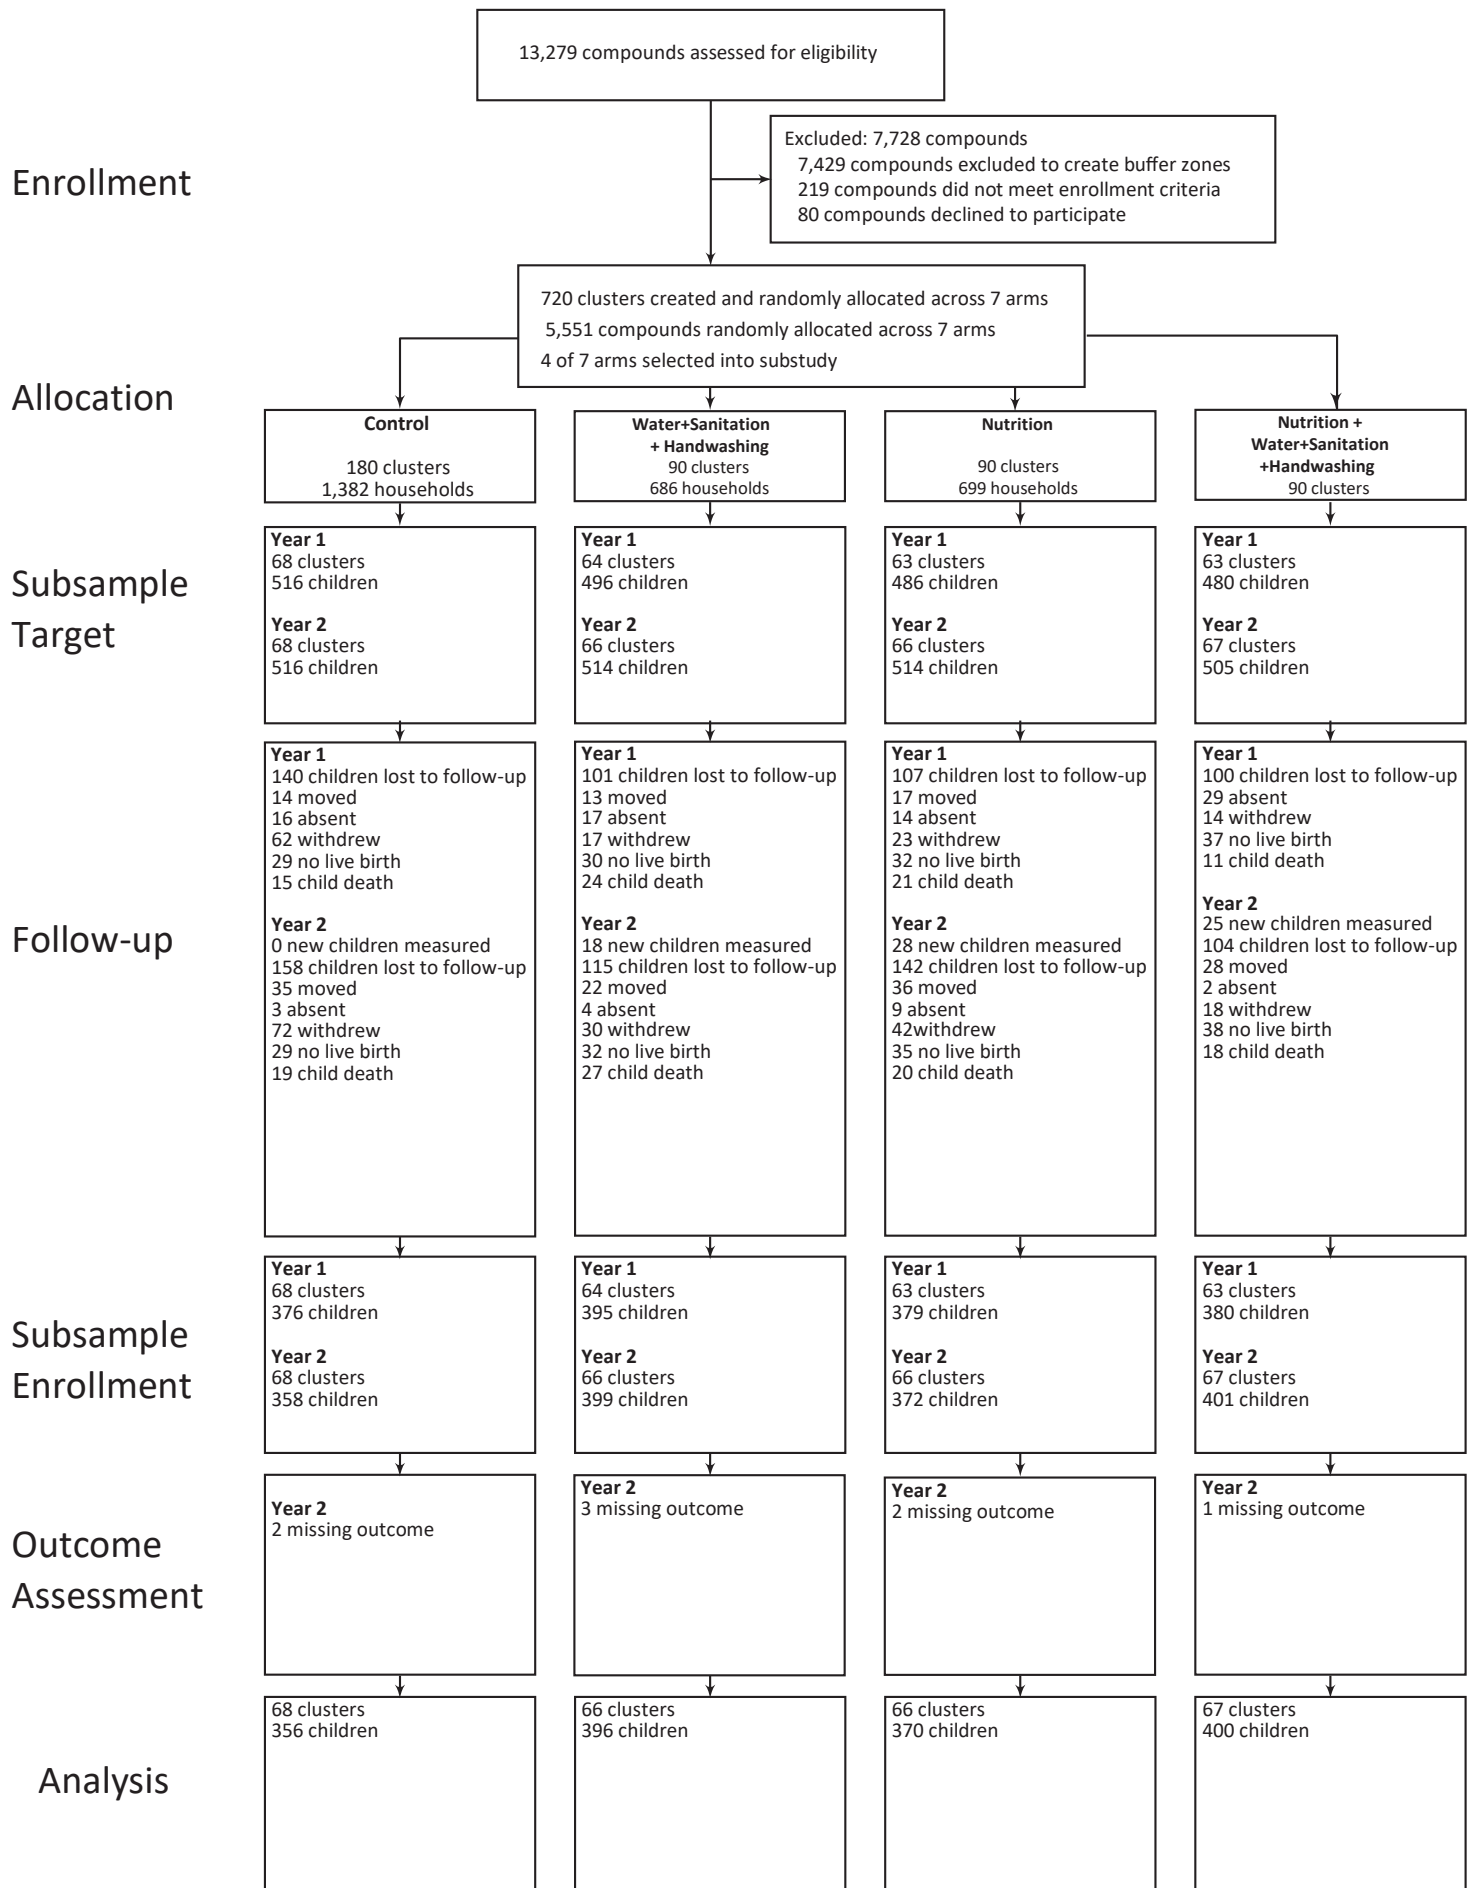 13,279 compounds assessed for eligibility
Enrollment
Excluded: 7,728 compounds
7,429 compounds excluded to create buffer zones
219 compounds did not meet enrollment criteria
80 compounds declined to participate
720 clusters created and randomly allocated across 7 arms
5,551 compounds randomly allocated across 7 arms
4 of 7 arms selected into substudy
Allocation
Control
180 clusters
1,382 households
Water+Sanitation
+ Handwashing
90 clusters
686 households
Nutrition
90 clusters
699 households
Nutrition +
Water+Sanitation
+Handwashing
90 clusters
Subsample
Target
Year 1
68 clusters
516 children
Year 2
68 clusters
516 children
Year 1
64 clusters
496 children
Year 2
66 clusters
514 children
Year 1
63 clusters
486 children
Year 2
66 clusters
514 children
Year 1
63 clusters
480 children
Year 2
67 clusters
505 children
Follow-up
Year 1
140 children lost to follow-up
14 moved
16 absent
62 withdrew
29 no live birth
15 child death
Year 2
0 new children measured
158 children lost to follow-up
35 moved
3 absent
72 withdrew
29 no live birth
19 child death
Year 1
101 children lost to follow-up
13 moved
17 absent
17 withdrew
30 no live birth
24 child death
Year 2
18 new children measured
115 children lost to follow-up
22 moved
4 absent
30 withdrew
32 no live birth
27 child death
Year 1
107 children lost to follow-up
17 moved
14 absent
23 withdrew
32 no live birth
21 child death
Year 2
28 new children measured
142 children lost to follow-up
36 moved
9 absent
42withdrew
35 no live birth
20 child death
Year 1
100 children lost to follow-up
29 absent
14 withdrew
37 no live birth
11 child death
Year 2
25 new children measured
104 children lost to follow-up
28 moved
2 absent
18 withdrew
38 no live birth
18 child death
Subsample
Enrollment
Year 1
68 clusters
376 children
Year 2
68 clusters
358 children
Year 1
64 clusters
395 children
Year 2
66 clusters
399 children
Year 1
63 clusters
379 children
Year 2
66 clusters
372 children
Year 1
63 clusters
380 children
Year 2
67 clusters
401 children
Outcome
Assessment
Year 2
2 missing outcome
Year 2
3 missing outcome
Year 2
2 missing outcome
Year 2
1 missing outcome
Analysis
68 clusters
356 children
66 clusters
396 children
66 clusters
370 children
67 clusters
400 children